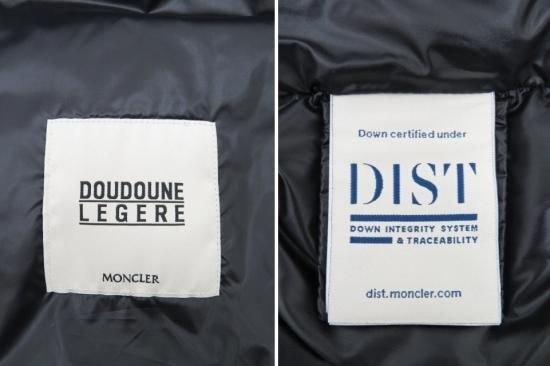 DOUDOUNE
LEGERE
MONCLER
Down certified under
DIST
DOWN INTEGRITY SYSTEM
& TRACEABILITY
dist.moncler.com